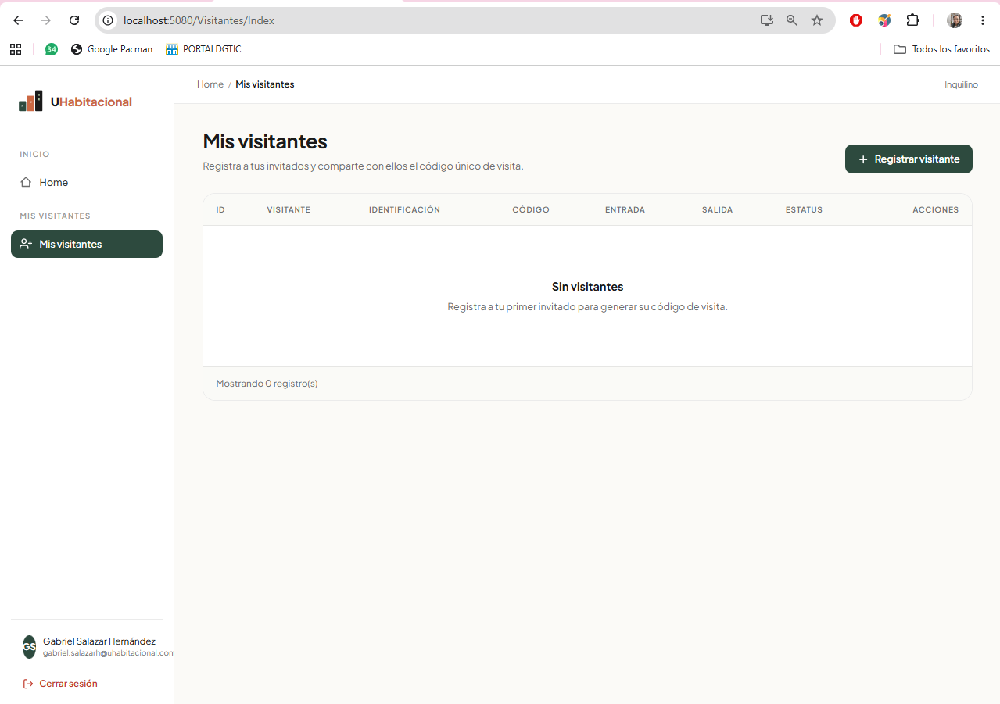 localhost:5080/Visitantes/Index
34 Google Pacman PORTALDGTIC Todos los favoritos
UHabitacional
Home / Mis visitantes Inquilino
INICIO
Home
MIS VISITANTES
Mis visitantes
Mis visitantes
Registra a tus invitados y comparte con ellos el código único de visita.
+ Registrar visitante
ID VISITANTE IDENTIFICACIÓN CÓDIGO ENTRADA SALIDA ESTATUS ACCIONES
Sin visitantes
Registra a tu primer invitado para generar su código de visita.
Mostrando 0 registro(s)
GS Gabriel Salazar Hernández
gabriel.salazarh@uhabitacional.com
Cerrar sesión